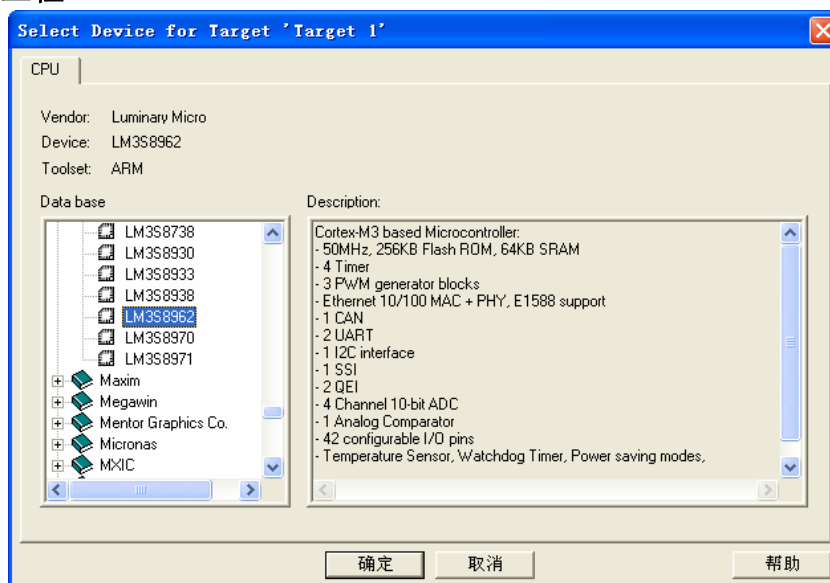 Select Device for Target 'Target 1'
CPU
Vendor: Luminary Micro
Device: LM3S8962
Toolset: ARM
Data base
Description:
LM3S8738
LM3S8930
LM3S8933
LM3S8938
LM3S8962
LM3S8970
LM3S8971
Maxim
Megawin
Mentor Graphics Co.
Micronas
MXIC
Cortex-M3 based Microcontroller:
- 50MHz, 256KB Flash ROM, 64KB SRAM
- 4 Timer
- 3 PWM generator blocks
- Ethernet 10/100 MAC + PHY, E1588 support
- 1 CAN
- 2 UART
- 1 I2C interface
- 1 SSI
- 2 QEI
- 4 Channel 10-bit ADC
- 1 Analog Comparator
- 42 configurable I/O pins
- Temperature Sensor, Watchdog Timer, Power saving modes,
确定
取消
帮助